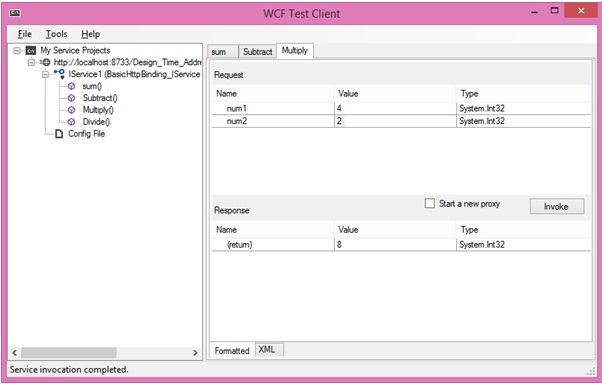 WCF Test Client
File Tools Help
My Service Projects
http://localhost:8733/Design_Time_Addre
IService1 (BasicHttpBinding_IService
sum()
Subtract()
Multiply()
Divide()
Config File
sum Subtract Multiply
Request
Name Value Type
num1 4 System.Int32
num2 2 System.Int32
Start a new proxy Invoke
Response
Name Value Type
(return) 8 System.Int32
Formatted XML
Service invocation completed.